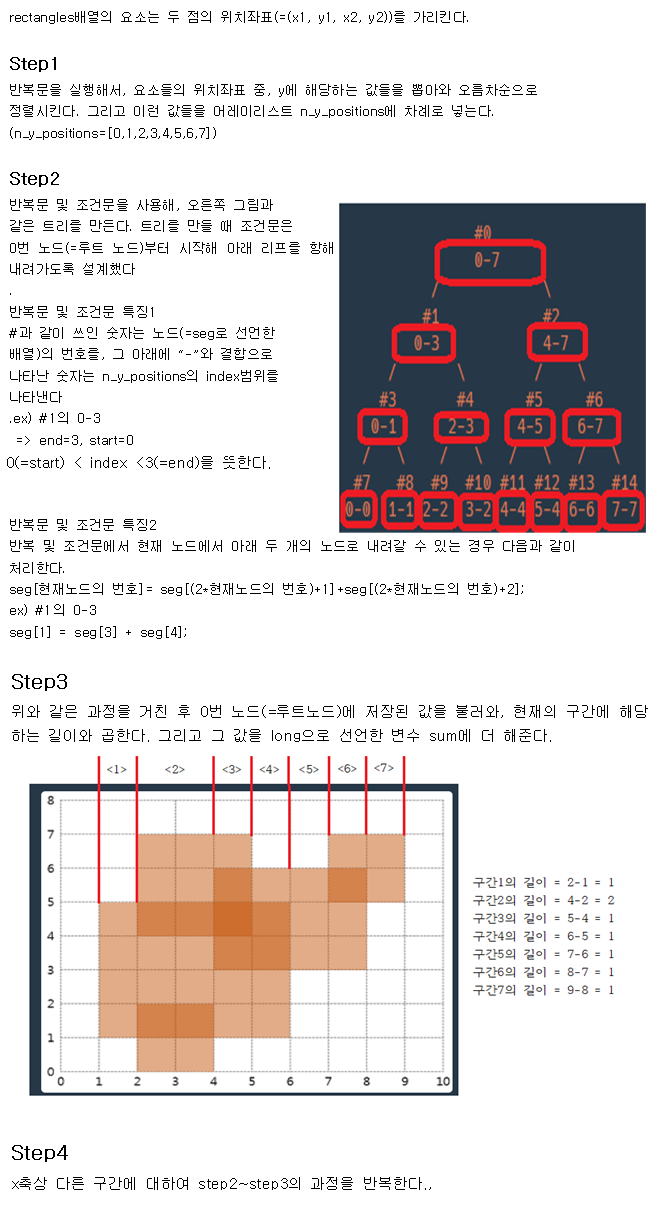 rectangles배열의 요소는 두 점의 위치좌표(=(x1, y1, x2, y2))를 가리킨다.
Step1
반복문을 실행해서, 요소들의 위치좌표 중, y에 해당하는 값들을 뽑아와 오름차순으로
정렬시킨다. 그리고 이런 값들을 어레이리스트 n_y_positions에 차례로 넣는다.
(n_y_positions=[0,1,2,3,4,5,6,7])
Step2
반복문 및 조건문을 사용해, 오른쪽 그림과
같은 트리를 만든다. 트리를 만들 때 조건문은
0번 노드(=루트 노드)부터 시작해 아래 리프를 향해
내려가도록 설계했다
.
반복문 및 조건문 특징1
#과 같이 쓰인 숫자는 노드(=seg로 선언한
배열)의 번호를, 그 아래에 "-"와 결합으로
나타난 숫자는 n_y_positions의 index범위를
나타낸다
.ex) #1의 0-3
=> end=3, start=0
0(=start) < index <3(=end)을 뜻한다.
#0
0-7
#1 #2
0-3 4-7
#3 #4 #5 #6
0-1 2-3 4-5 6-7
#7 #8 #9 #10 #11 #12 #13 #14
0-0 1-1 2-2 3-2 4-4 5-4 6-6 7-7
반복문 및 조건문 특징2
반복 및 조건문에서 현재 노드에서 아래 두 개의 노드로 내려갈 수 있는 경우 다음과 같이
처리한다.
seg[현재노드의 번호]= seg[(2*현재노드의 번호)+1]+seg[(2*현재노드의 번호)+2];
ex) #1의 0-3
seg[1] = seg[3] + seg[4];
Step3
위와 같은 과정을 거친 후 0번 노드(=루트노드)에 저장된 값을 불러와, 현재의 구간에 해당
하는 길이와 곱한다. 그리고 그 값을 long으로 선언한 변수 sum에 더 해준다.
<1> <2> <3> <4> <5> <6> <7>
8
7
6
5
4
3
2
1
0
0 1 2 3 4 5 6 7 8 9 10
구간1의 길이 = 2-1 = 1
구간2의 길이 = 4-2 = 2
구간3의 길이 = 5-4 = 1
구간4의 길이 = 6-5 = 1
구간5의 길이 = 7-6 = 1
구간6의 길이 = 8-7 = 1
구간7의 길이 = 9-8 = 1
Step4
x축상 다른 구간에 대하여 step2~step3의 과정을 반복한다.,